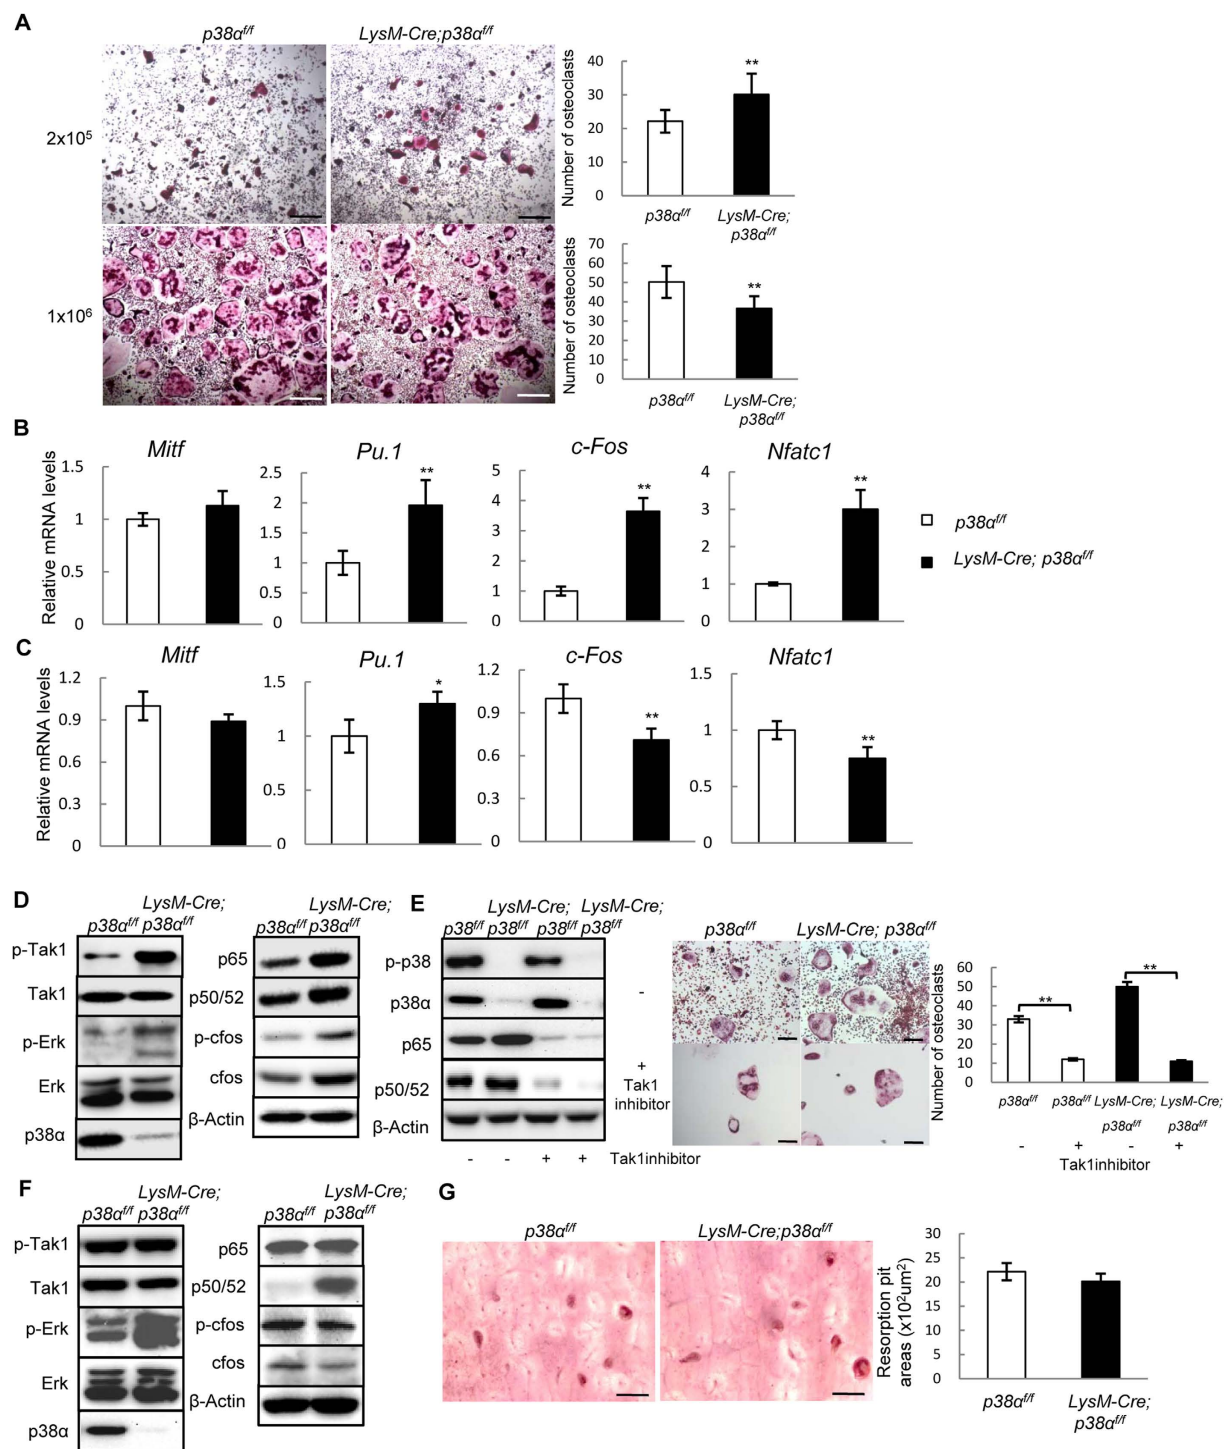 A
p38α^f/f
LysM-Cre;p38α^f/f
2x10^5
1x10^6
Number of osteoclasts
40
30
20
10
0
**
p38α^f/f
LysM-Cre;
p38α^f/f
Number of osteoclasts
70
60
50
40
30
20
10
0
**
p38α^f/f
LysM-Cre;
p38α^f/f
B
Relative mRNA levels
Mitf
1.5
1
0.5
0
Pu.1
2.5
2
1.5
1
0.5
0
**
c-Fos
5
4
3
2
1
0
**
Nfatc1
4
3
2
1
0
**
p38α^f/f
LysM-Cre; p38α^f/f
C
Relative mRNA levels
Mitf
1.2
0.9
0.6
0.3
0
Pu.1
1.5
1
0.5
0
*
c-Fos
1.2
0.9
0.6
0.3
0
**
Nfatc1
1.5
1
0.5
0
**
D
LysM-Cre;
p38α^f/f p38α^f/f
p-Tak1
Tak1
p-Erk
Erk
p38α
LysM-Cre;
p38α^f/f p38α^f/f
p65
p50/52
p-cfos
cfos
β-Actin
E
LysM-Cre; LysM-Cre;
p38^f/f p38^f/f p38^f/f p38^f/f
p-p38
p38α
p65
p50/52
β-Actin
- - + + Tak1inhibitor
p38α^f/f
LysM-Cre; p38α^f/f
-
+
Tak1
inhibitor
Number of osteoclasts
60
50
40
30
20
10
0
**
**
p38α^f/f p38α^f/f LysM-Cre; LysM-Cre;
p38α^f/f p38α^f/f
- + - +
Tak1inhibitor
F
LysM-Cre;
p38α^f/f p38α^f/f
p-Tak1
Tak1
p-Erk
Erk
p38α
LysM-Cre;
p38α^f/f p38α^f/f
p65
p50/52
p-cfos
cfos
β-Actin
G
p38α^f/f
LysM-Cre;p38α^f/f
Resorption pit
areas (x10²um²)
30
25
20
15
10
5
0
p38α^f/f
LysM-Cre;
p38α^f/f